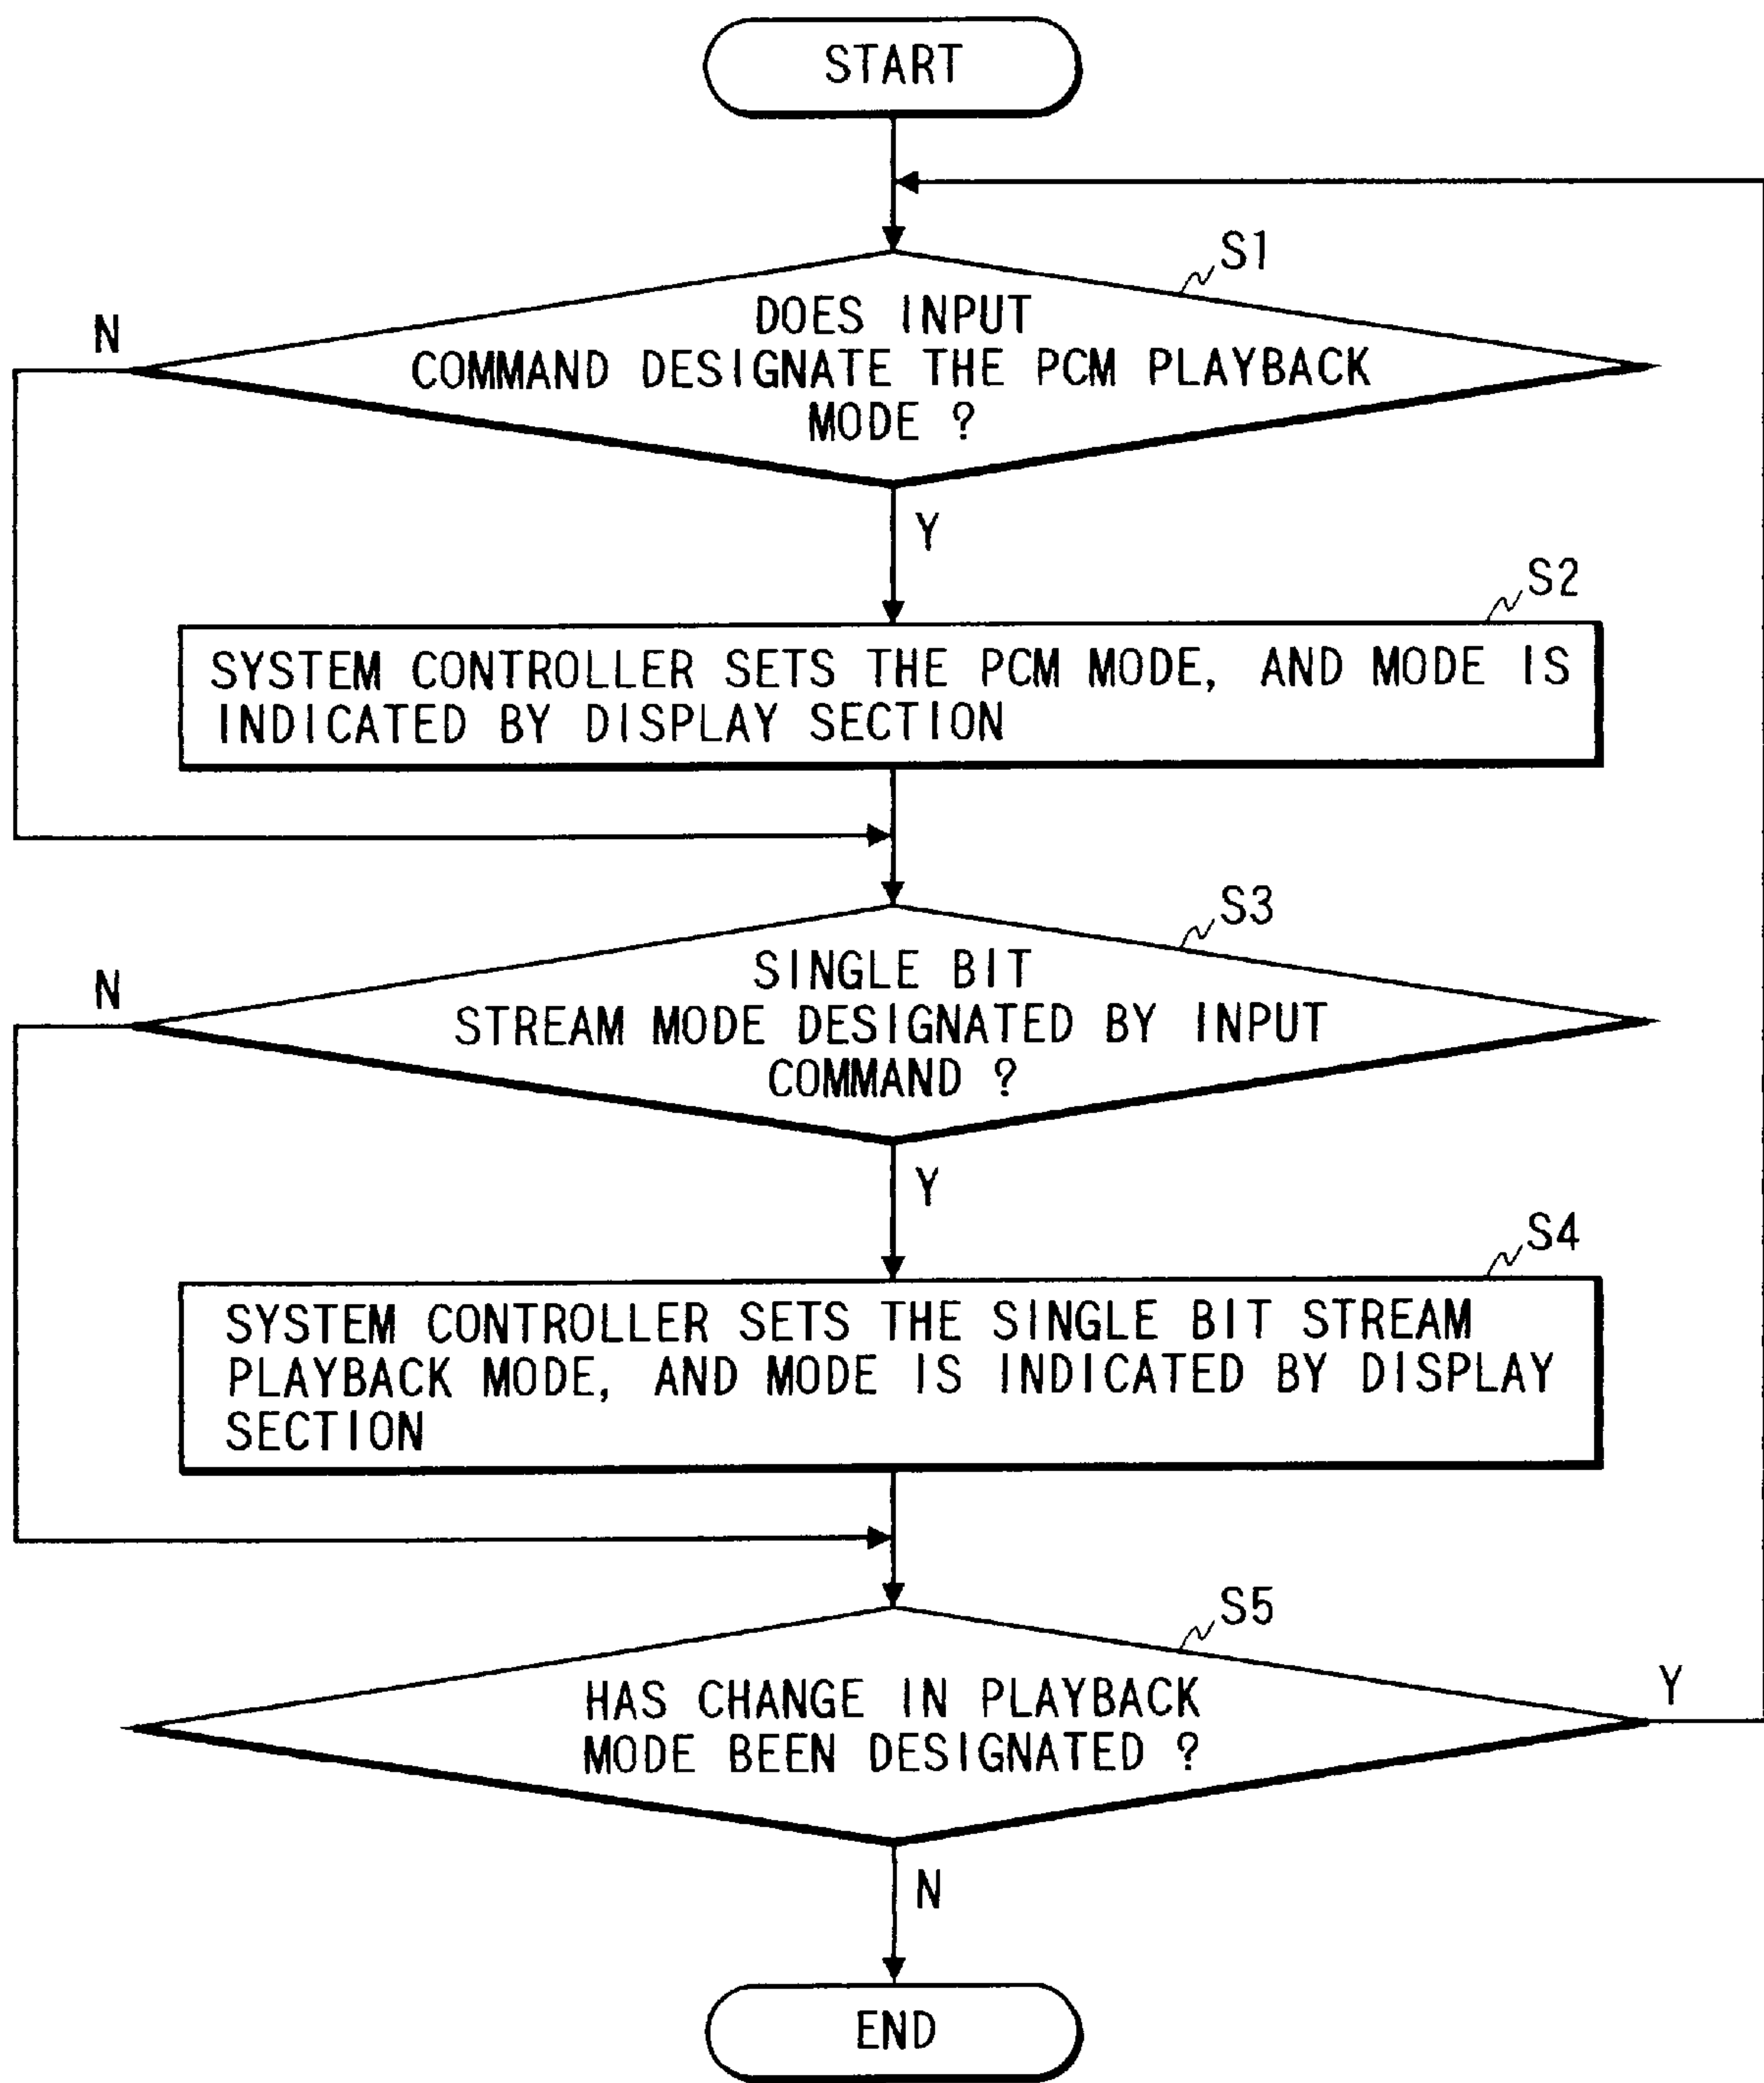 START
S1
DOES INPUT
COMMAND DESIGNATE THE PCM PLAYBACK
MODE ?
N
Y
S2
SYSTEM CONTROLLER SETS THE PCM MODE, AND MODE IS
INDICATED BY DISPLAY SECTION
S3
SINGLE BIT
STREAM MODE DESIGNATED BY INPUT
COMMAND ?
N
Y
S4
SYSTEM CONTROLLER SETS THE SINGLE BIT STREAM
PLAYBACK MODE, AND MODE IS INDICATED BY DISPLAY
SECTION
S5
HAS CHANGE IN PLAYBACK
MODE BEEN DESIGNATED ?
Y
N
END